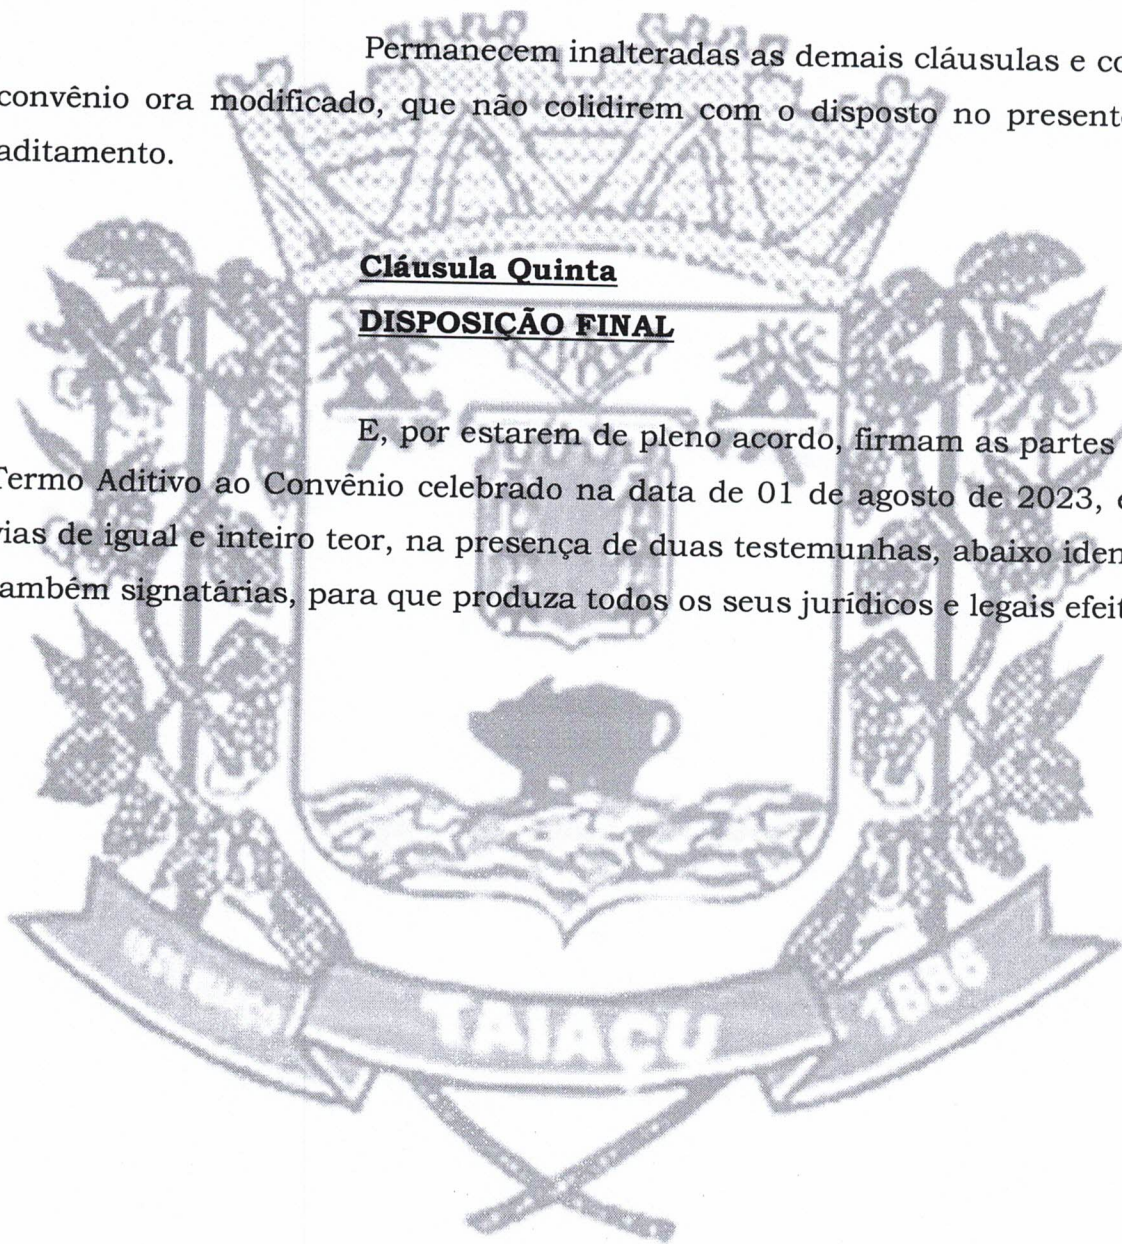 Permanecem inalteradas as demais cláusulas e co
convênio ora modificado, que não colidirem com o disposto no present
aditamento.
Cláusula Quinta
DISPOSIÇÃO FINAL
E, por estarem de pleno acordo, firmam as partes
Termo Aditivo ao Convênio celebrado na data de 01 de agosto de 2023, e
vias de igual e inteiro teor, na presença de duas testemunhas, abaixo iden
também signatárias, para que produza todos os seus jurídicos e legais efeit
TAIAÇU
1886